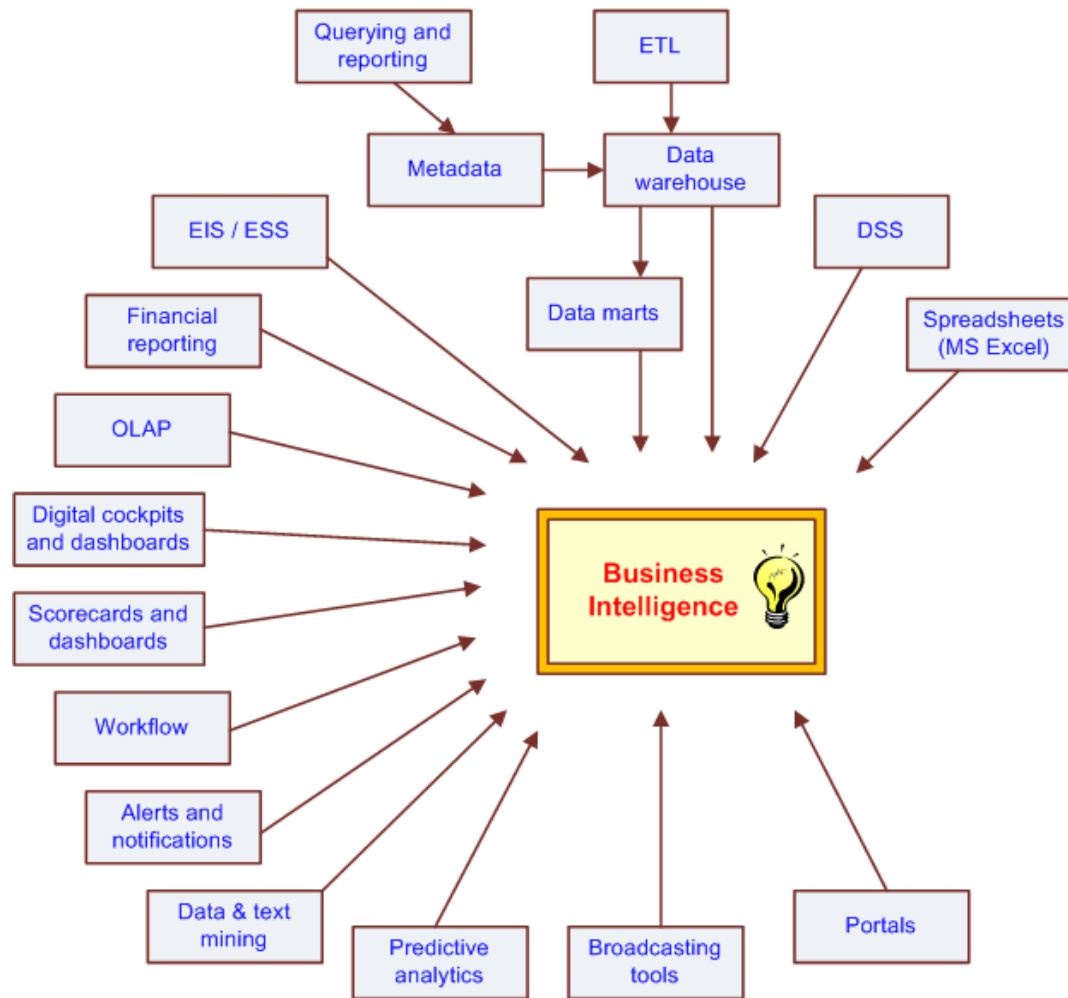 Querying and
reporting
ETL
Metadata
Data
warehouse
EIS / ESS
DSS
Data marts
Financial
reporting
Spreadsheets
(MS Excel)
OLAP
Digital cockpits
and dashboards
Business
Intelligence
Scorecards and
dashboards
Workflow
Alerts and
notifications
Data & text
mining
Predictive
analytics
Broadcasting
tools
Portals